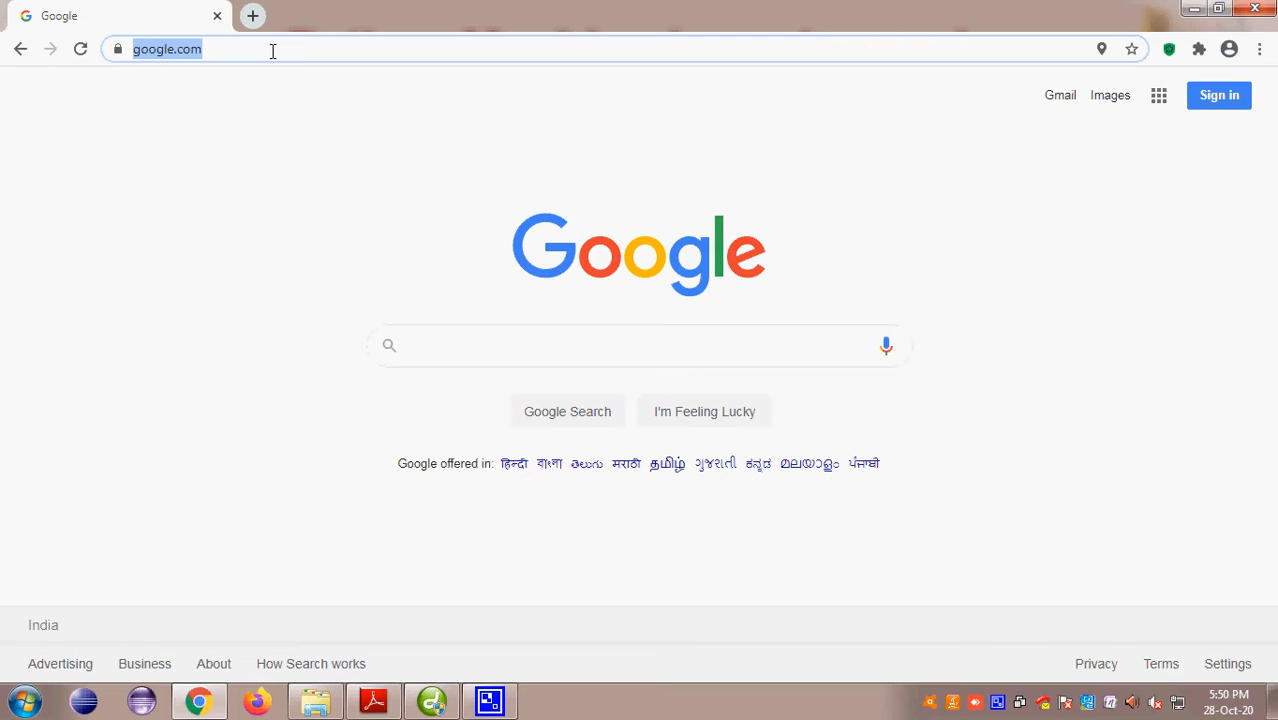 Google
google.com
Gmail Images Sign in
Google
Google Search I'm Feeling Lucky
Google offered in: हिन्दी বাংলা తెలుగు मराठी தமிழ் ગુજરાતી ಕನ್ನಡ മലയാളം ਪੰਜਾਬੀ
India
Advertising Business About How Search works Privacy Terms Settings
5:50 PM
28-Oct-20